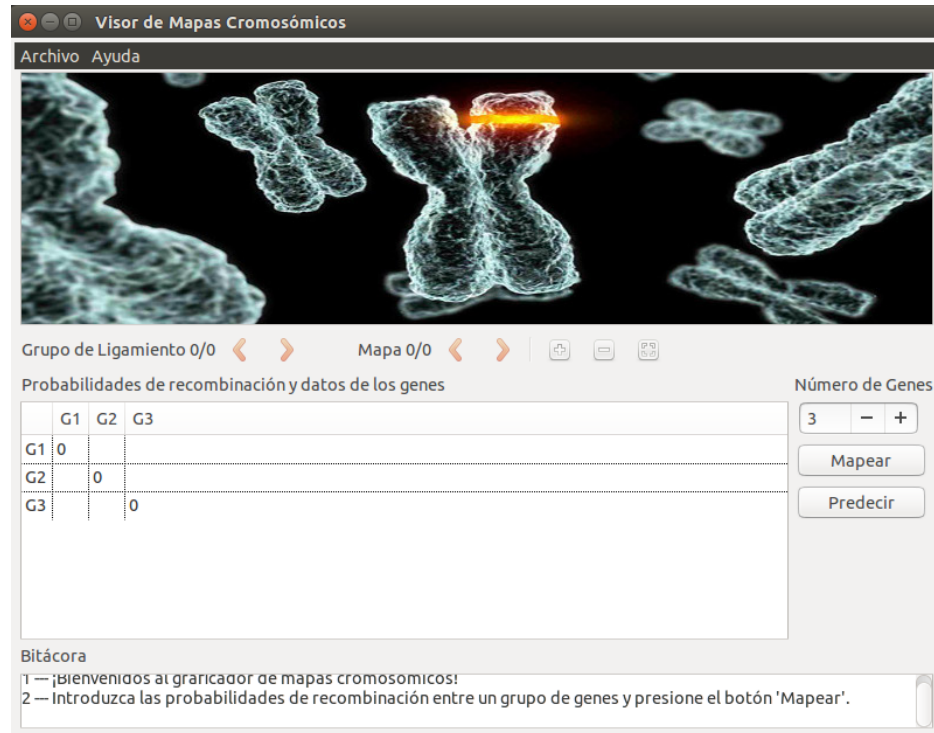 Visor de Mapas Cromosómicos
Archivo Ayuda
Grupo de Ligamiento 0/0 Mapa 0/0
Probabilidades de recombinación y datos de los genes Número de Genes
G1 G2 G3 3 − +
G1 0
Mapear
G2 0
G3 0 Predecir
Bitácora
1 --- ¡Bienvenidos al graficador de mapas cromosómicos!
2 --- Introduzca las probabilidades de recombinación entre un grupo de genes y presione el botón 'Mapear'.